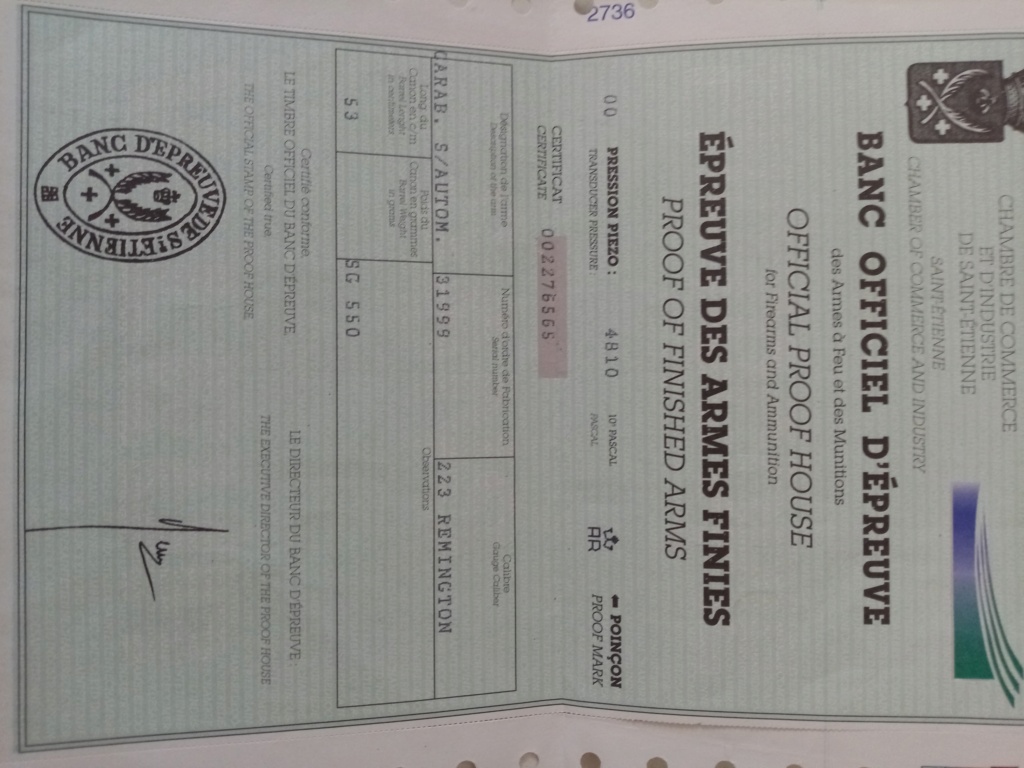 2736
CHAMBRE DE COMMERCE
ET D'INDUSTRIE
DE SAINT-ÉTIENNE
SAINT-ÉTIENNE
CHAMBER OF COMMERCE AND INDUSTRY
BANC OFFICIEL D'ÉPREUVE
des Armes à Feu et des Munitions
OFFICIAL PROOF HOUSE
for Firearms and Ammunition
ÉPREUVE DES ARMES FINIES
PROOF OF FINISHED ARMS
00 PRESSION PIEZO : 4810 10⁵ PASCAL AR ← POINÇON
TRANSDUCER PRESSURE : PASCAL PROOF MARK
CERTIFICAT
CERTIFICATE 002276565
Désignation de l'arme Numéro d'ordre de Fabrication Calibre
Description of the arm Serial number Gauge Caliber
CARAB. S/AUTOM. 31999 223 REMINGTON
Long. du Canon en c/m Poids du Canon en grammes Observations
Barrel Lenght in centimeters Barrel Weight in grams
53 SG 550
Certifié conforme,
LE TIMBRE OFFICIEL DU BANC D'ÉPREUVE LE DIRECTEUR DU BANC D'ÉPREUVE
Certified true
THE OFFICIAL STAMP OF THE PROOF HOUSE THE EXECUTIVE DIRECTOR OF THE PROOF HOUSE
BANC D'EPREUVE DE ST ETIENNE